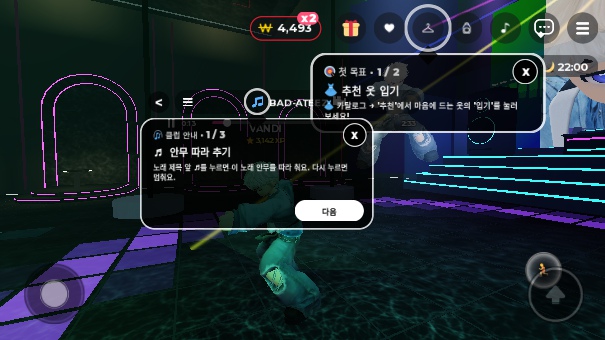 x2
₩ 4,493
22:00
첫 목표 · 1 / 2
X
추천 옷 입기
카탈로그 → '추천'에서 마음에 드는 옷의 '입기'를 눌러
보세요!
<
BAD·ATEEZ
VANDI
클럽 안내 · 1 / 3
X
안무 따라 추기
노래 제목 앞 ♬를 누르면 이 노래 안무를 따라 춰요. 다시 누르면
멈춰요.
다음